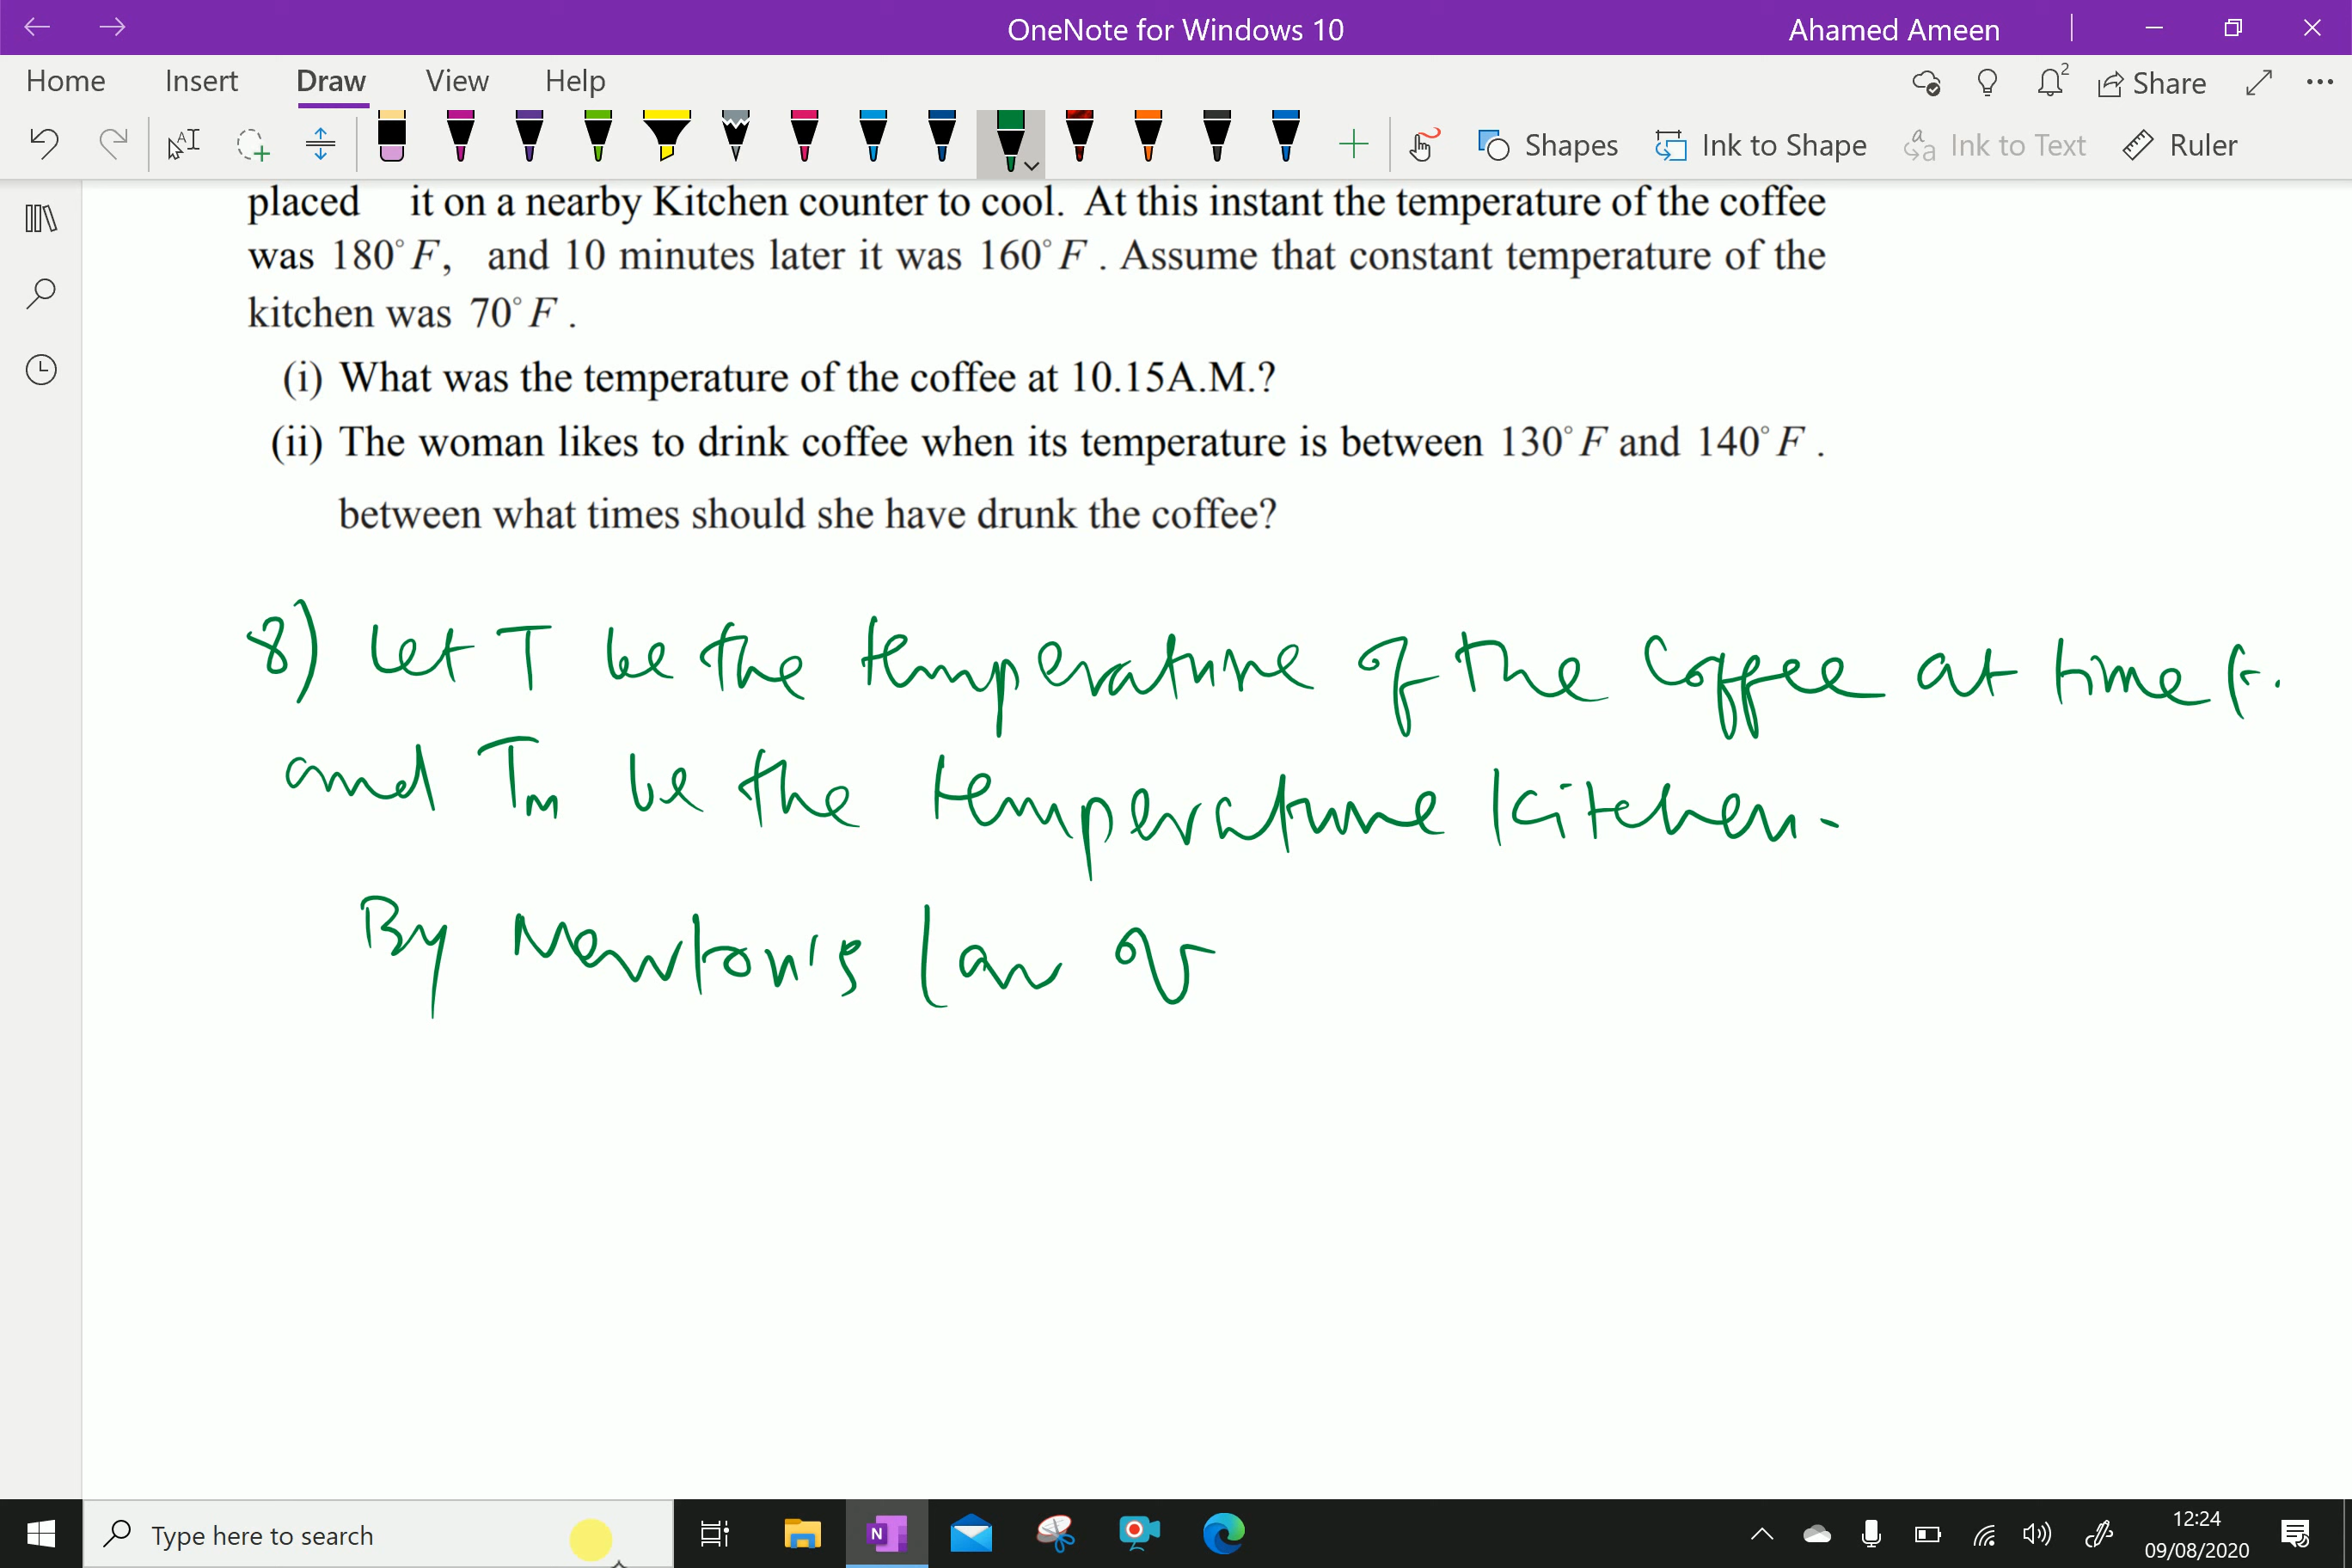 OneNote for Windows 10
Ahamed Ameen
Home Insert Draw View Help
2 Share
Shapes Ink to Shape Ink to Text Ruler
placed it on a nearby Kitchen counter to cool. At this instant the temperature of the coffee
was 180° F, and 10 minutes later it was 160° F . Assume that constant temperature of the
kitchen was 70° F .
(i) What was the temperature of the coffee at 10.15A.M.?
(ii) The woman likes to drink coffee when its temperature is between 130° F and 140° F .
between what times should she have drunk the coffee?
8) Let T be the temperature of the coffee at time t.
and Tm be the temperature kitchen.
By Newton's law of
Type here to search
N
12:24
09/08/2020